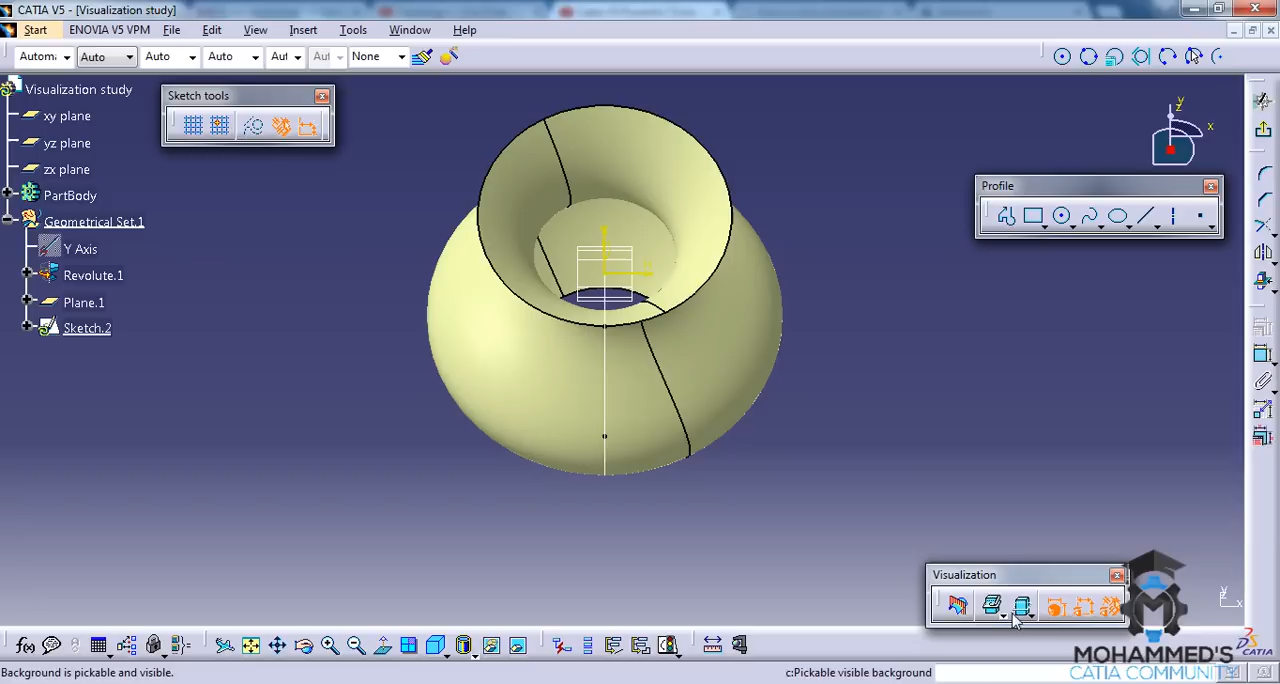 CATIA V5 - [Visualization study]
Start ENOVIA V5 VPM File Edit View Insert Tools Window Help
Autom Auto Auto Auto Aut Aut None
Visualization study
xy plane
yz plane
zx plane
PartBody
Geometrical Set.1
Y Axis
Revolute.1
Plane.1
Sketch.2
Sketch tools
z
y
x
Profile
Visualization
y
z x
f(x)
MOHAMMED'S
CATIA COMMUNITY
CATIA
Background is pickable and visible.
c:Pickable visible background